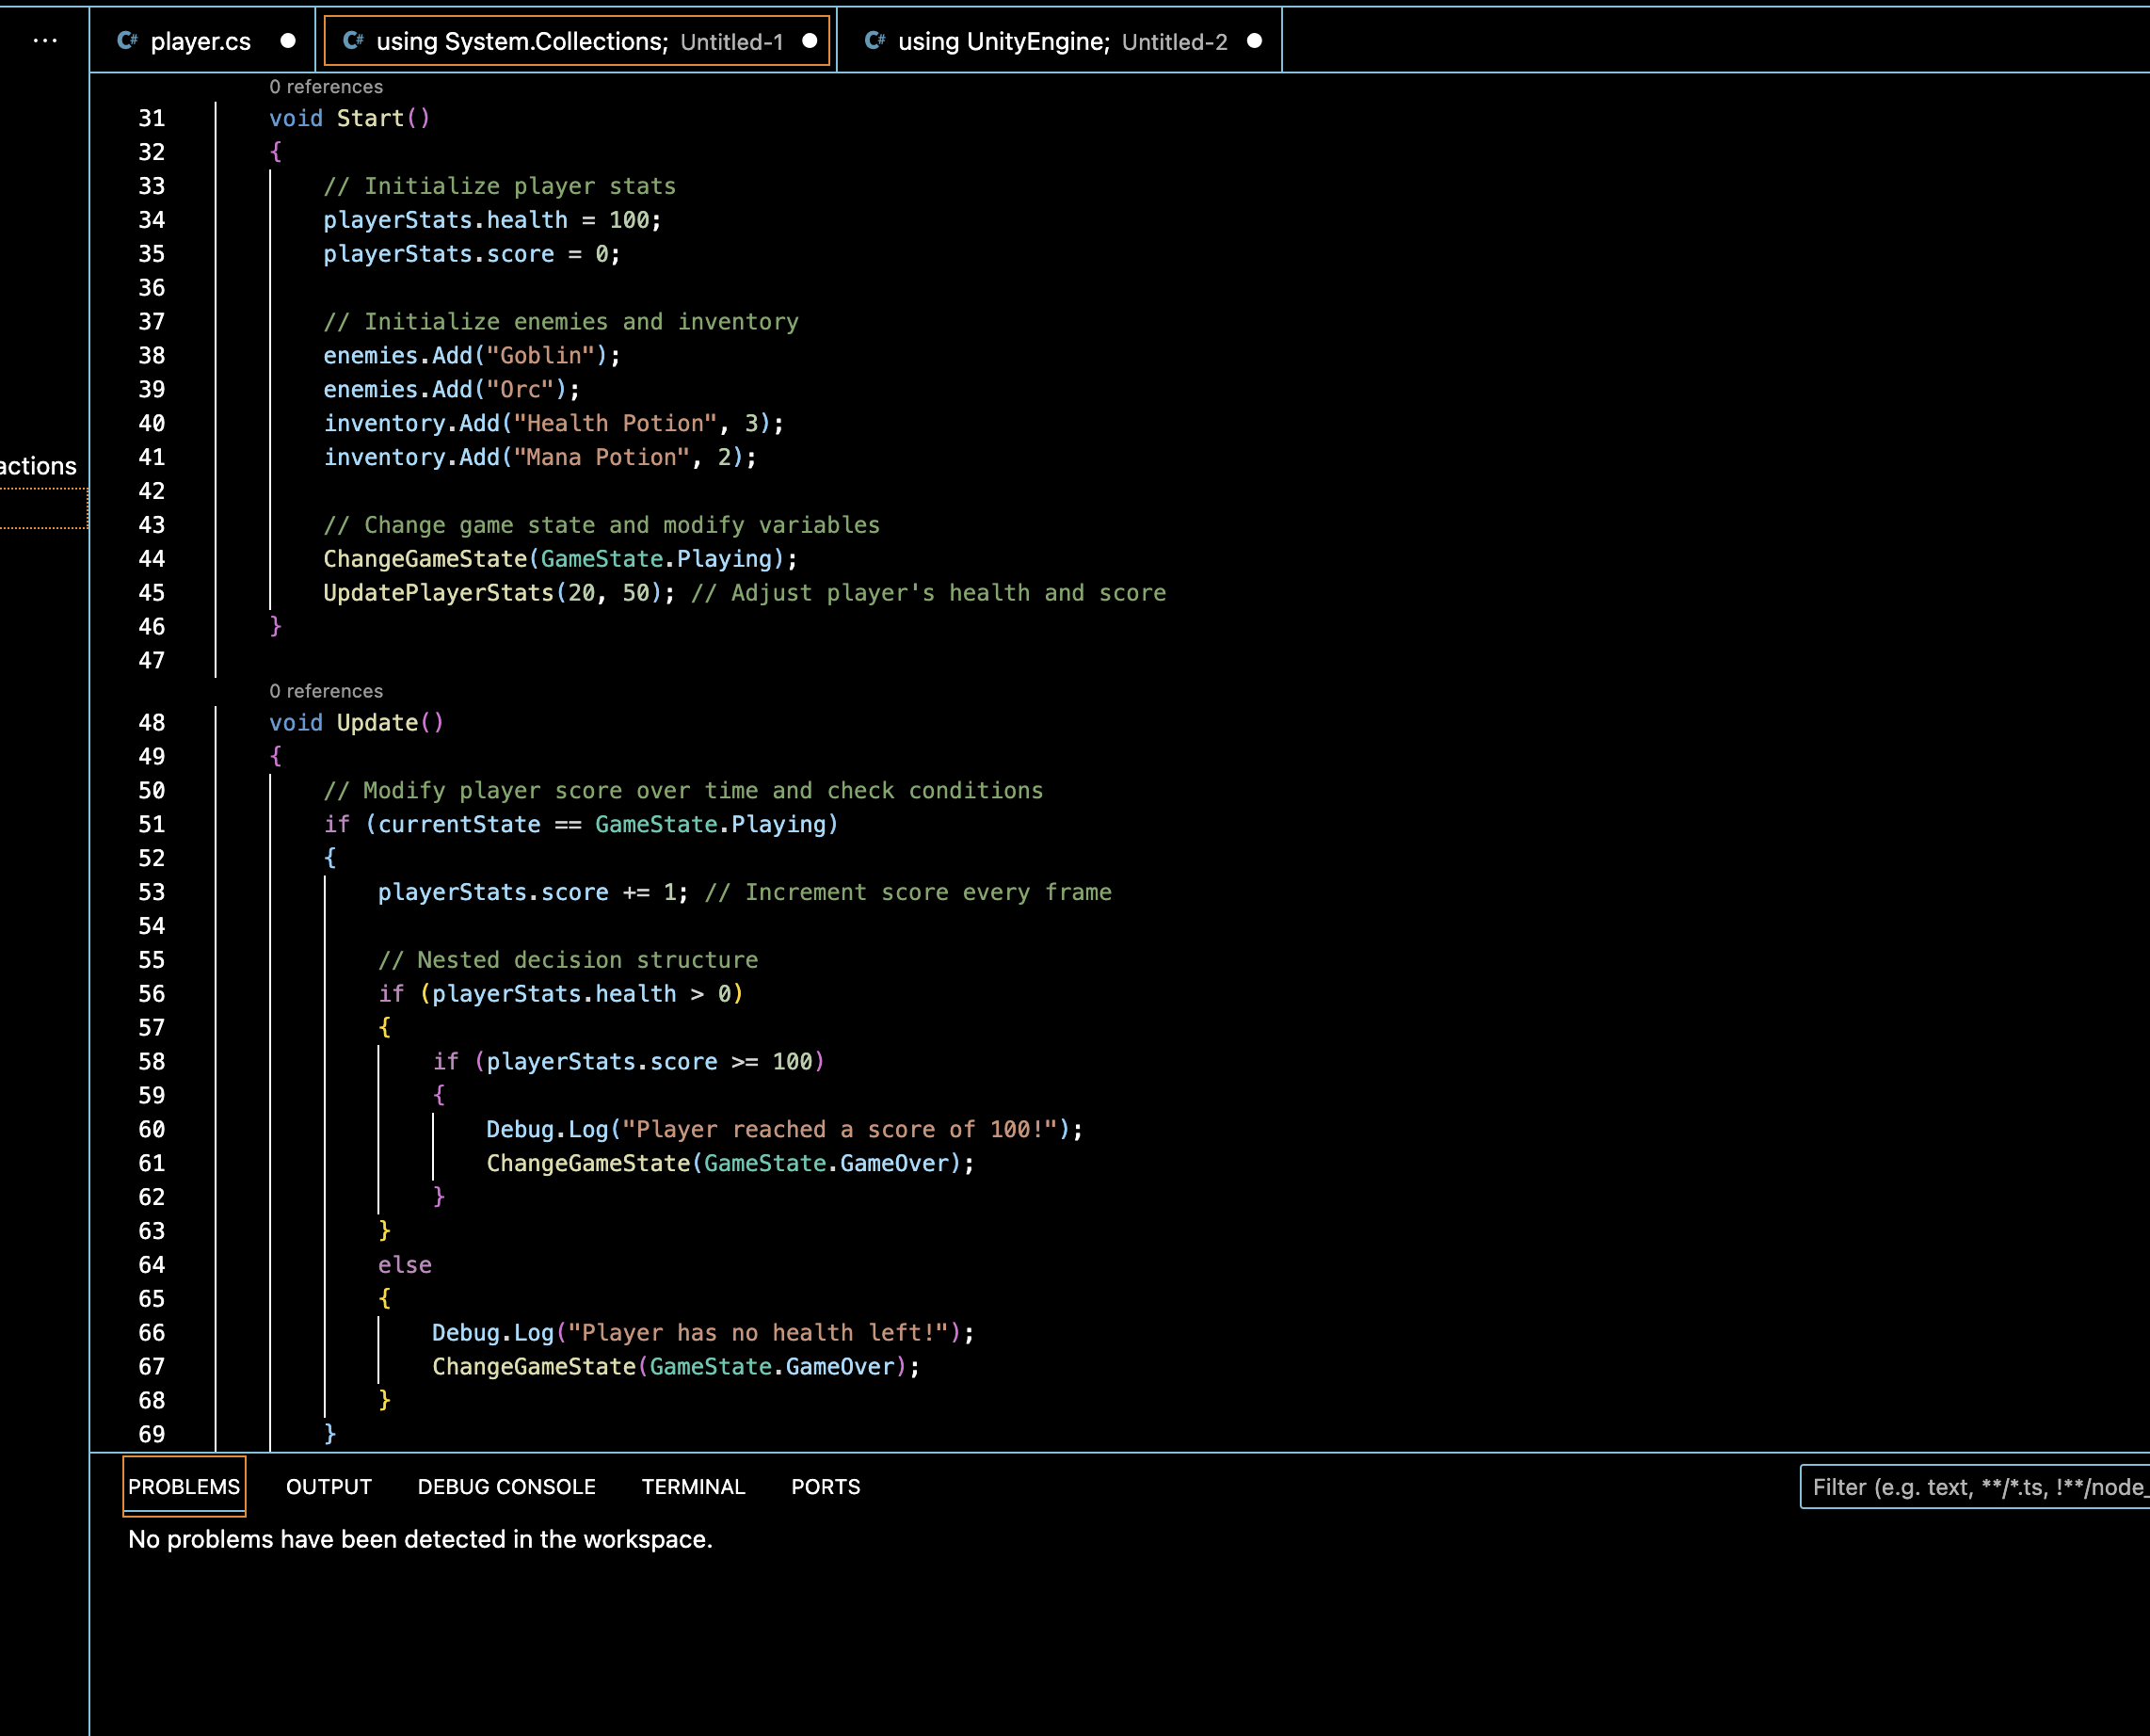 ... player.cs using System.Collections; Untitled-1 using UnityEngine; Untitled-2
0 references
31 void Start()
32 {
33 // Initialize player stats
34 playerStats.health = 100;
35 playerStats.score = 0;
36
37 // Initialize enemies and inventory
38 enemies.Add("Goblin");
39 enemies.Add("Orc");
40 inventory.Add("Health Potion", 3);
actions
41 inventory.Add("Mana Potion", 2);
42
43 // Change game state and modify variables
44 ChangeGameState(GameState.Playing);
45 UpdatePlayerStats(20, 50); // Adjust player's health and score
46 }
47
0 references
48 void Update()
49 {
50 // Modify player score over time and check conditions
51 if (currentState == GameState.Playing)
52 {
53 playerStats.score += 1; // Increment score every frame
54
55 // Nested decision structure
56 if (playerStats.health > 0)
57 {
58 if (playerStats.score >= 100)
59 {
60 Debug.Log("Player reached a score of 100!");
61 ChangeGameState(GameState.GameOver);
62 }
63 }
64 else
65 {
66 Debug.Log("Player has no health left!");
67 ChangeGameState(GameState.GameOver);
68 }
69 }
PROBLEMS OUTPUT DEBUG CONSOLE TERMINAL PORTS Filter (e.g. text, **/*.ts, !**/node_
No problems have been detected in the workspace.